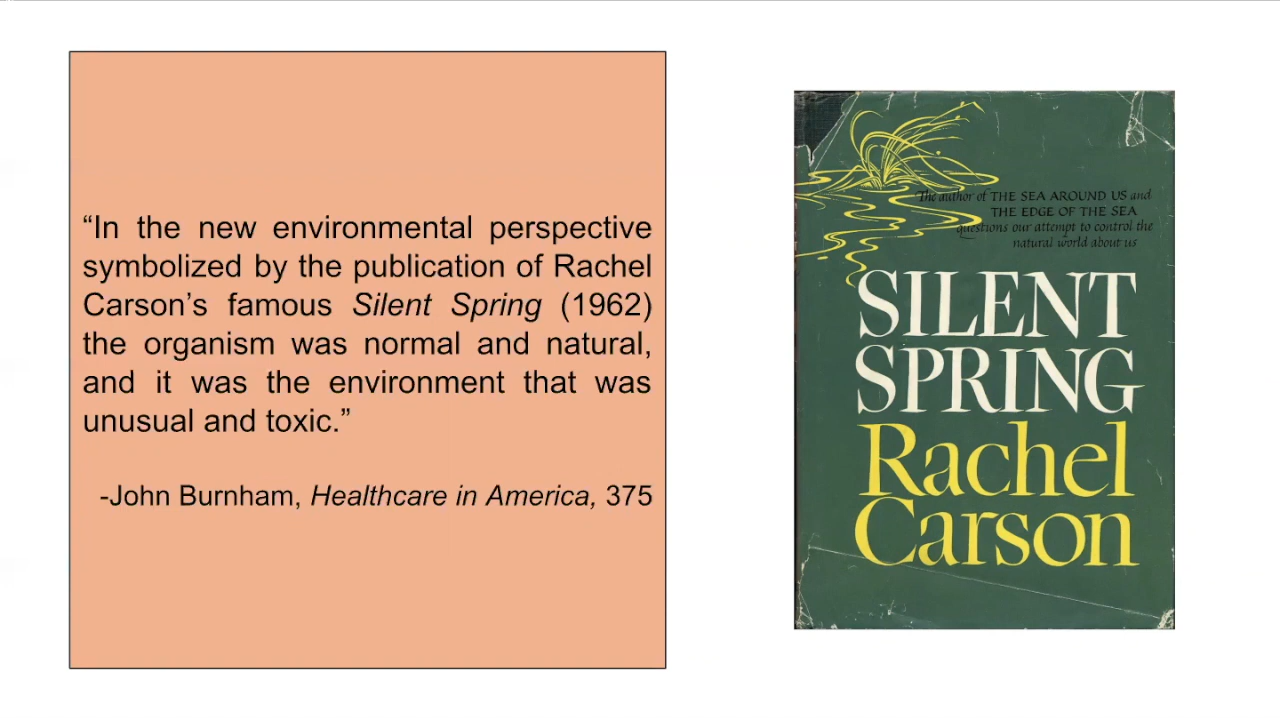 “In the new environmental perspective
symbolized by the publication of Rachel
Carson’s famous Silent Spring (1962)
the organism was normal and natural,
and it was the environment that was
unusual and toxic.”
-John Burnham, Healthcare in America, 375
The author of THE SEA AROUND US and
THE EDGE OF THE SEA
questions our attempt to control the
natural world about us
SILENT
SPRING
Rachel
Carson